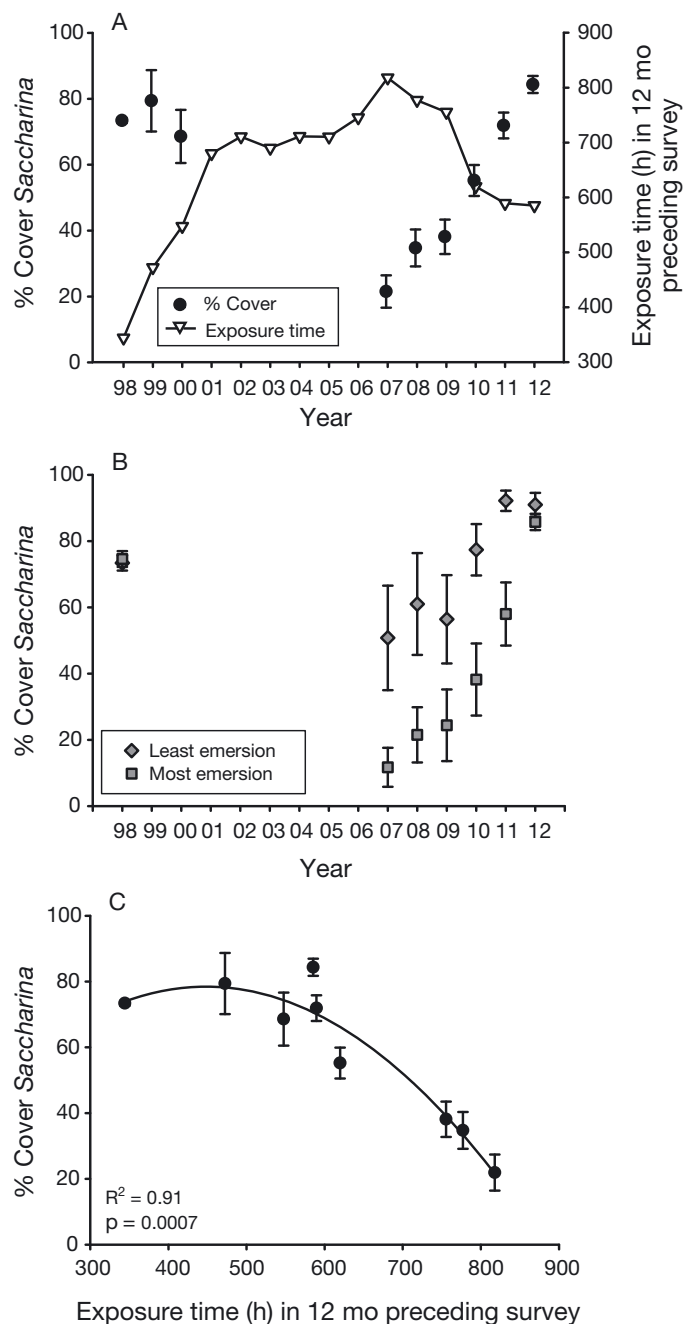 A
100
80
60
40
20
0
% Cover Saccharina
900
800
700
600
500
400
300
Exposure time (h) in 12 mo
preceding survey
% Cover
Exposure time
98 99 00 01 02 03 04 05 06 07 08 09 10 11 12
Year
B
100
80
60
40
20
0
% Cover Saccharina
Least emersion
Most emersion
98 99 00 01 02 03 04 05 06 07 08 09 10 11 12
Year
C
100
80
60
40
20
0
% Cover Saccharina
R² = 0.91
p = 0.0007
300 400 500 600 700 800 900
Exposure time (h) in 12 mo preceding survey